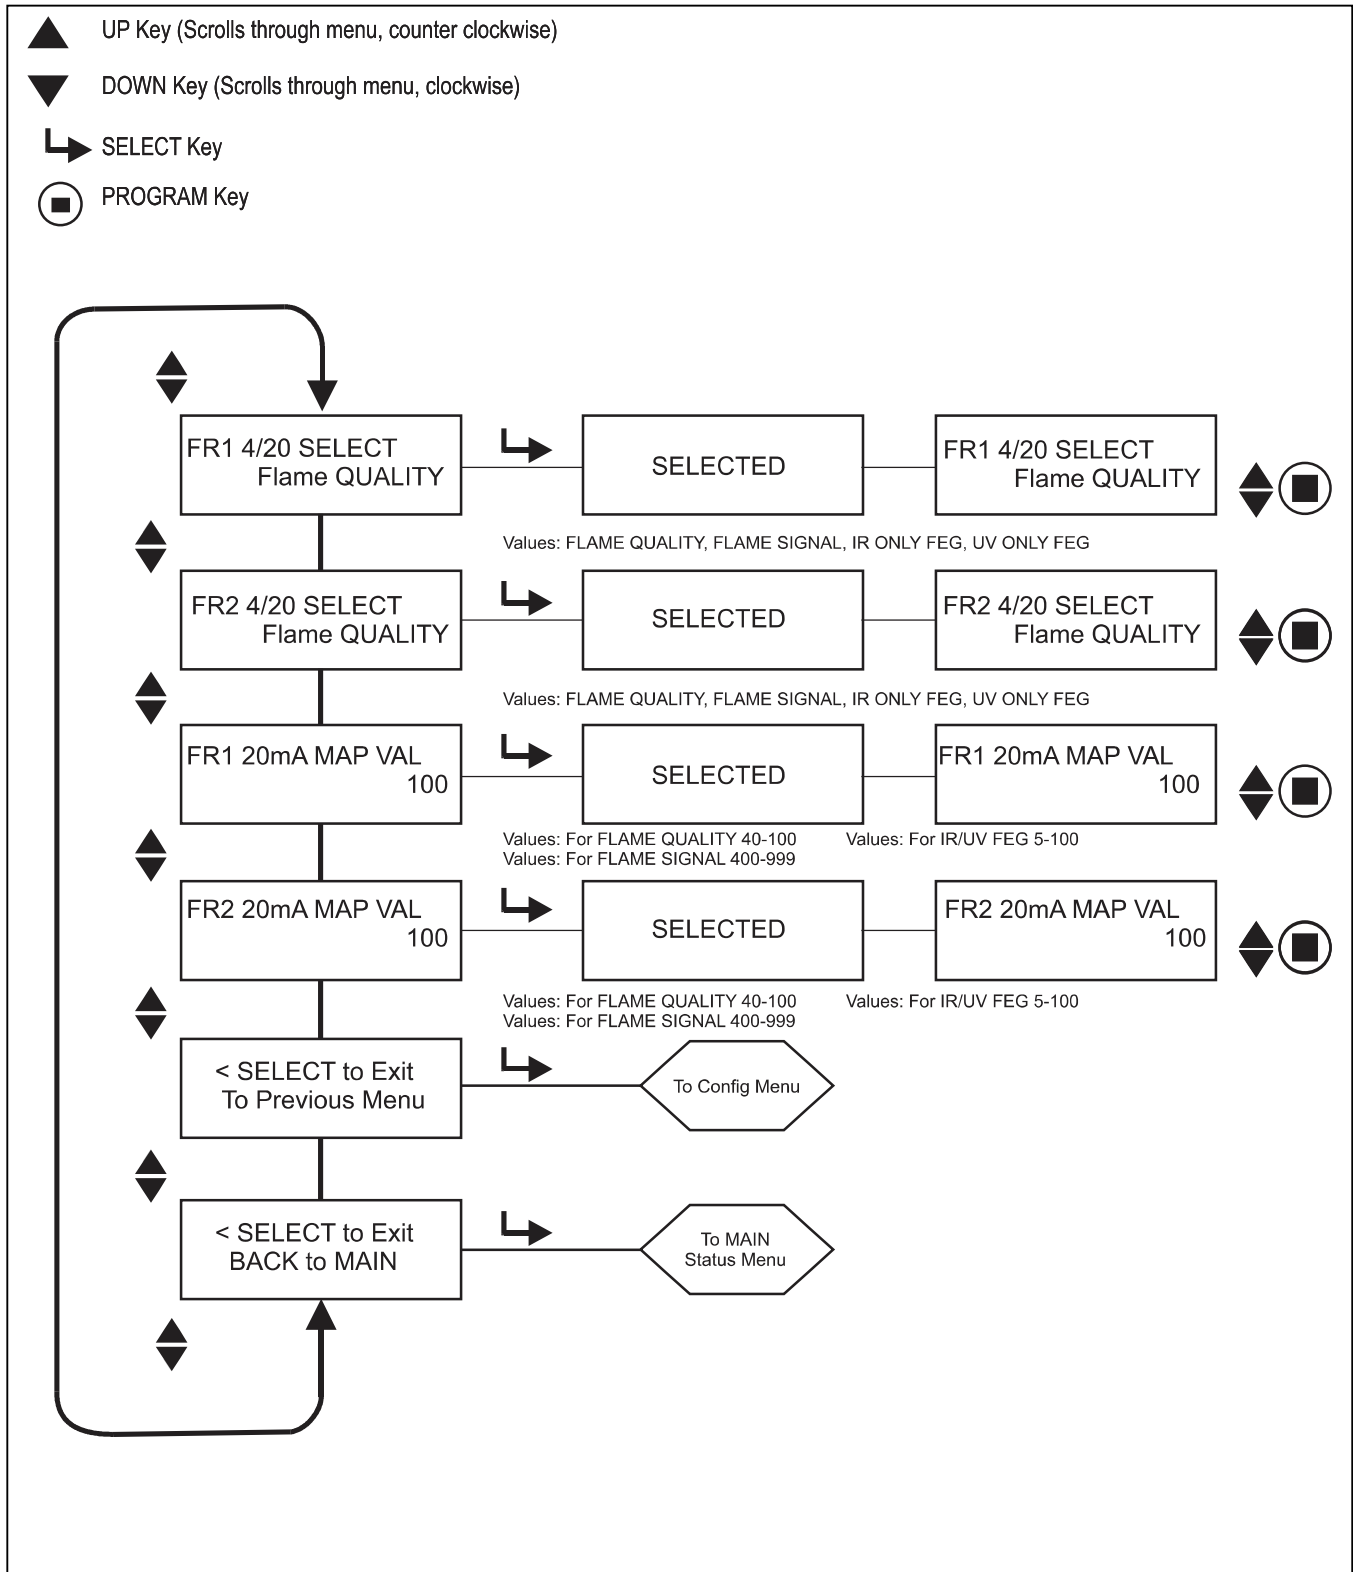 UP Key (Scrolls through menu, counter clockwise)
DOWN Key (Scrolls through menu, clockwise)
SELECT Key
PROGRAM Key
FR1 4/20 SELECT
Flame QUALITY
SELECTED
FR1 4/20 SELECT
Flame QUALITY
Values: FLAME QUALITY, FLAME SIGNAL, IR ONLY FEG, UV ONLY FEG
FR2 4/20 SELECT
Flame QUALITY
SELECTED
FR2 4/20 SELECT
Flame QUALITY
Values: FLAME QUALITY, FLAME SIGNAL, IR ONLY FEG, UV ONLY FEG
FR1 20mA MAP VAL
100
SELECTED
FR1 20mA MAP VAL
100
Values: For FLAME QUALITY 40-100
Values: For FLAME SIGNAL 400-999
Values: For IR/UV FEG 5-100
FR2 20mA MAP VAL
100
SELECTED
FR2 20mA MAP VAL
100
Values: For FLAME QUALITY 40-100
Values: For FLAME SIGNAL 400-999
Values: For IR/UV FEG 5-100
< SELECT to Exit
To Previous Menu
To Config Menu
< SELECT to Exit
BACK to MAIN
To MAIN
Status Menu